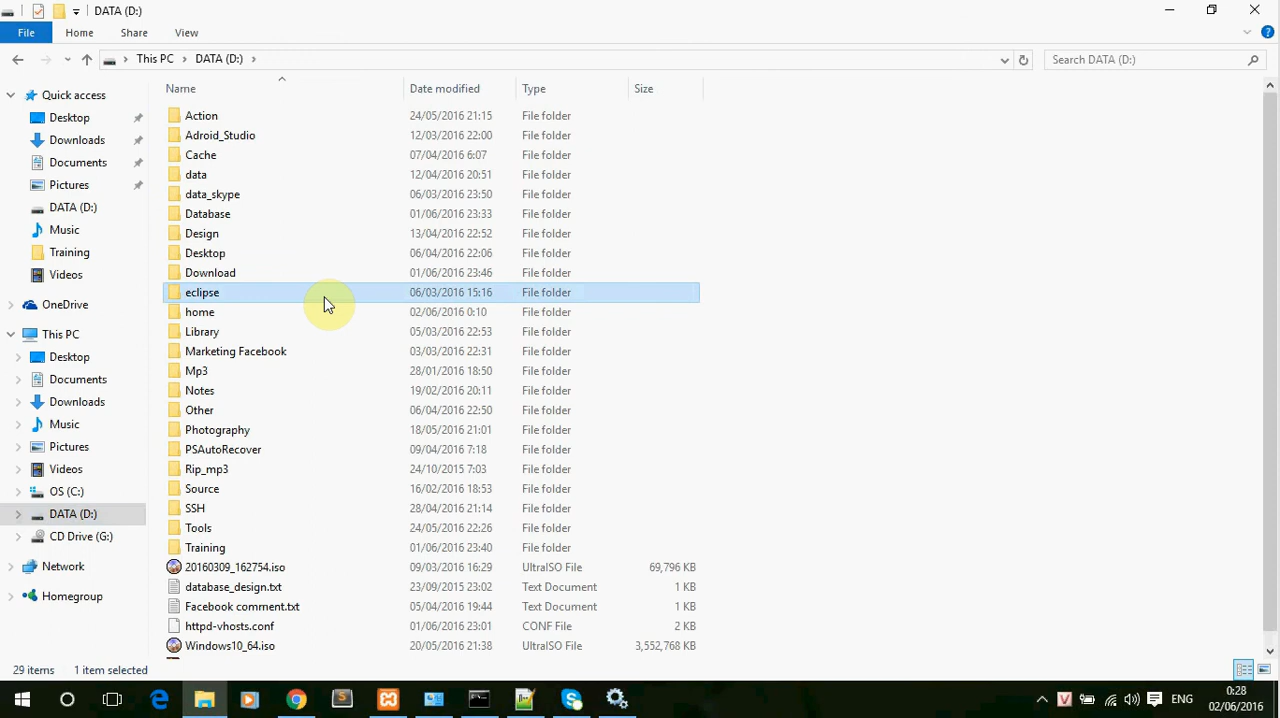 DATA (D:)
File Home Share View
This PC DATA (D:) Search DATA (D:)
Name Date modified Type Size
Quick access
Desktop
Downloads
Documents
Pictures
DATA (D:)
Music
Training
Videos
OneDrive
This PC
Desktop
Documents
Downloads
Music
Pictures
Videos
OS (C:)
DATA (D:)
CD Drive (G:)
Network
Homegroup
Action 24/05/2016 21:15 File folder
Adroid_Studio 12/03/2016 22:00 File folder
Cache 07/04/2016 6:07 File folder
data 12/04/2016 20:51 File folder
data_skype 06/03/2016 23:50 File folder
Database 01/06/2016 23:33 File folder
Design 13/04/2016 22:52 File folder
Desktop 06/04/2016 22:06 File folder
Download 01/06/2016 23:46 File folder
eclipse 06/03/2016 15:16 File folder
home 02/06/2016 0:10 File folder
Library 05/03/2016 22:53 File folder
Marketing Facebook 03/03/2016 22:31 File folder
Mp3 28/01/2016 18:50 File folder
Notes 19/02/2016 20:11 File folder
Other 06/04/2016 22:50 File folder
Photography 18/05/2016 21:01 File folder
PSAutoRecover 09/04/2016 7:18 File folder
Rip_mp3 24/10/2015 7:03 File folder
Source 16/02/2016 18:53 File folder
SSH 28/04/2016 21:14 File folder
Tools 24/05/2016 22:26 File folder
Training 01/06/2016 23:40 File folder
20160309_162754.iso 09/03/2016 16:29 UltraISO File 69,796 KB
database_design.txt 23/09/2015 23:02 Text Document 1 KB
Facebook comment.txt 05/04/2016 19:44 Text Document 1 KB
httpd-vhosts.conf 01/06/2016 23:01 CONF File 2 KB
Windows10_64.iso 20/05/2016 21:38 UltraISO File 3,552,768 KB
29 items 1 item selected
ENG 0:28
02/06/2016